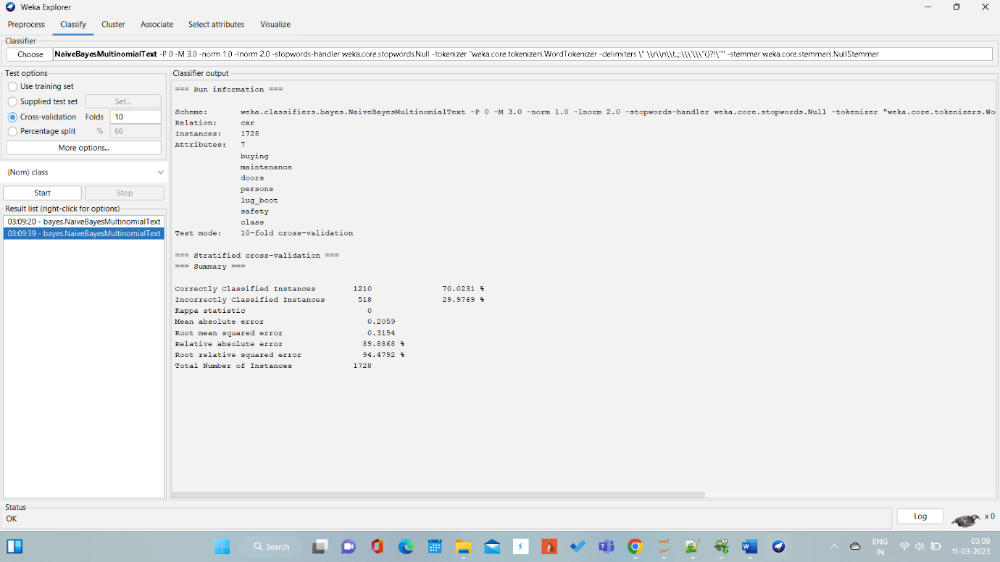 Weka Explorer
Preprocess Classify Cluster Associate Select attributes Visualize
Classifier
Choose NaiveBayesMultinomialText -P 0 -M 3.0 -norm 1.0 -lnorm 2.0 -stopwords-handler weka.core.stopwords.Null -tokenizer "weka.core.tokenizers.WordTokenizer -delimiters \" \\r\\n\\t.,;:\\\'\\\"()?!\"" -stemmer weka.core.stemmers.NullStemmer
Test options
Use training set
Supplied test set Set...
Cross-validation Folds 10
Percentage split % 66
More options...
(Nom) class
Start Stop
Result list (right-click for options)
03:09:20 - bayes.NaiveBayesMultinomialText
03:09:39 - bayes.NaiveBayesMultinomialText
Classifier output
=== Run information ===
Scheme: weka.classifiers.bayes.NaiveBayesMultinomialText -P 0 -M 3.0 -norm 1.0 -lnorm 2.0 -stopwords-handler weka.core.stopwords.Null -tokenizer "weka.core.tokenizers.Wo
Relation: car
Instances: 1728
Attributes: 7
buying
maintenance
doors
persons
lug_boot
safety
class
Test mode: 10-fold cross-validation
=== Stratified cross-validation ===
=== Summary ===
Correctly Classified Instances 1210 70.0231 %
Incorrectly Classified Instances 518 29.9769 %
Kappa statistic 0
Mean absolute error 0.2059
Root mean squared error 0.3194
Relative absolute error 89.8868 %
Root relative squared error 94.4792 %
Total Number of Instances 1728
Status
OK
Log x 0
Search
ENG
IN
03:09
11-03-2023